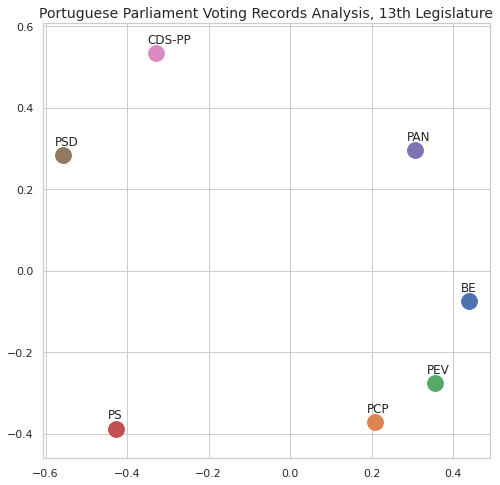 Portuguese Parliament Voting Records Analysis, 13th Legislature
0.6
CDS-PP
0.4
PSD
PAN
0.2
0.0
BE
−0.2
PEV
PCP
PS
−0.4
−0.6 −0.4 −0.2 0.0 0.2 0.4